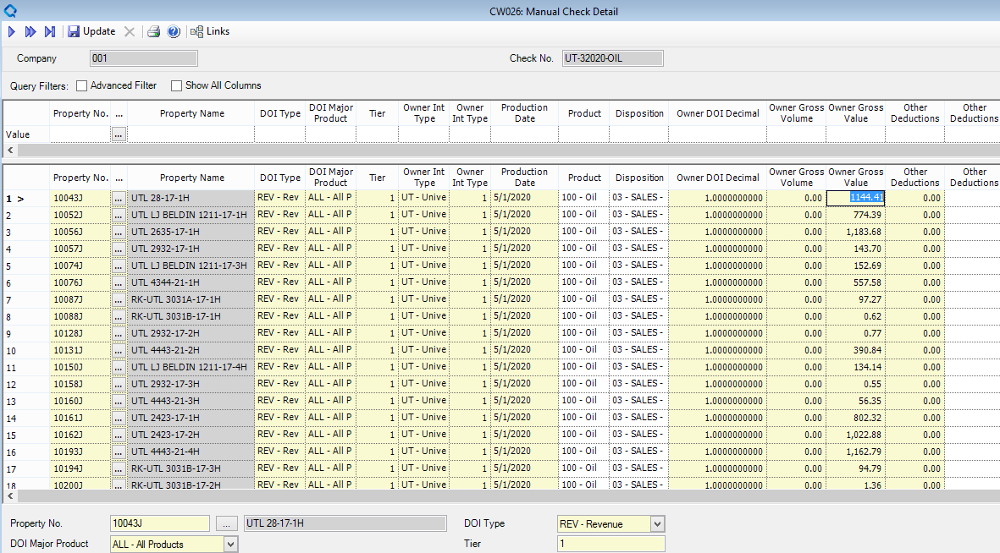 CW026: Manual Check Detail
Update Links
Company 001 Check No. UT-32020-OIL
Query Filters: Advanced Filter Show All Columns
Property No. ... Property Name DOI Type DOI Major Product Tier Owner Int Type Owner Int Type Production Date Product Disposition Owner DOI Decimal Owner Gross Volume Owner Gross Value Other Deductions Other Deductions
Value ...
Property No. ... Property Name DOI Type DOI Major Product Tier Owner Int Type Owner Int Type Production Date Product Disposition Owner DOI Decimal Owner Gross Volume Owner Gross Value Other Deductions Other Deductions
1 > 10043J ... UTL 28-17-1H REV - Rev ALL - All P 1 UT - Unive 1 5/1/2020 100 - Oil 03 - SALES - 1.0000000000 0.00 1144.41 0.00
2 10052J ... UTL LJ BELDIN 1211-17-1H REV - Rev ALL - All P 1 UT - Unive 1 5/1/2020 100 - Oil 03 - SALES - 1.0000000000 0.00 774.39 0.00
3 10056J ... UTL 2635-17-1H REV - Rev ALL - All P 1 UT - Unive 1 5/1/2020 100 - Oil 03 - SALES - 1.0000000000 0.00 1,183.68 0.00
4 10057J ... UTL 2932-17-1H REV - Rev ALL - All P 1 UT - Unive 1 5/1/2020 100 - Oil 03 - SALES - 1.0000000000 0.00 143.70 0.00
5 10074J ... UTL LJ BELDIN 1211-17-3H REV - Rev ALL - All P 1 UT - Unive 1 5/1/2020 100 - Oil 03 - SALES - 1.0000000000 0.00 152.69 0.00
6 10076J ... UTL 4344-21-1H REV - Rev ALL - All P 1 UT - Unive 1 5/1/2020 100 - Oil 03 - SALES - 1.0000000000 0.00 557.58 0.00
7 10087J ... RK-UTL 3031A-17-1H REV - Rev ALL - All P 1 UT - Unive 1 5/1/2020 100 - Oil 03 - SALES - 1.0000000000 0.00 97.27 0.00
8 10088J ... RK-UTL 3031B-17-1H REV - Rev ALL - All P 1 UT - Unive 1 5/1/2020 100 - Oil 03 - SALES - 1.0000000000 0.00 0.62 0.00
9 10128J ... UTL 2932-17-2H REV - Rev ALL - All P 1 UT - Unive 1 5/1/2020 100 - Oil 03 - SALES - 1.0000000000 0.00 0.77 0.00
10 10131J ... UTL 4443-21-2H REV - Rev ALL - All P 1 UT - Unive 1 5/1/2020 100 - Oil 03 - SALES - 1.0000000000 0.00 390.84 0.00
11 10150J ... UTL LJ BELDIN 1211-17-4H REV - Rev ALL - All P 1 UT - Unive 1 5/1/2020 100 - Oil 03 - SALES - 1.0000000000 0.00 134.14 0.00
12 10158J ... UTL 2932-17-3H REV - Rev ALL - All P 1 UT - Unive 1 5/1/2020 100 - Oil 03 - SALES - 1.0000000000 0.00 0.55 0.00
13 10160J ... UTL 4443-21-3H REV - Rev ALL - All P 1 UT - Unive 1 5/1/2020 100 - Oil 03 - SALES - 1.0000000000 0.00 56.35 0.00
14 10161J ... UTL 2423-17-1H REV - Rev ALL - All P 1 UT - Unive 1 5/1/2020 100 - Oil 03 - SALES - 1.0000000000 0.00 802.32 0.00
15 10162J ... UTL 2423-17-2H REV - Rev ALL - All P 1 UT - Unive 1 5/1/2020 100 - Oil 03 - SALES - 1.0000000000 0.00 1,022.88 0.00
16 10193J ... UTL 4443-21-4H REV - Rev ALL - All P 1 UT - Unive 1 5/1/2020 100 - Oil 03 - SALES - 1.0000000000 0.00 1,162.79 0.00
17 10194J ... RK-UTL 3031B-17-3H REV - Rev ALL - All P 1 UT - Unive 1 5/1/2020 100 - Oil 03 - SALES - 1.0000000000 0.00 94.79 0.00
18 10200J ... RK-UTL 3031B-17-2H REV - Rev ALL - All P 1 UT - Unive 1 5/1/2020 100 - Oil 03 - SALES - 1.0000000000 0.00 1.36 0.00
Property No. 10043J ... UTL 28-17-1H DOI Type REV - Revenue
DOI Major Product ALL - All Products Tier 1